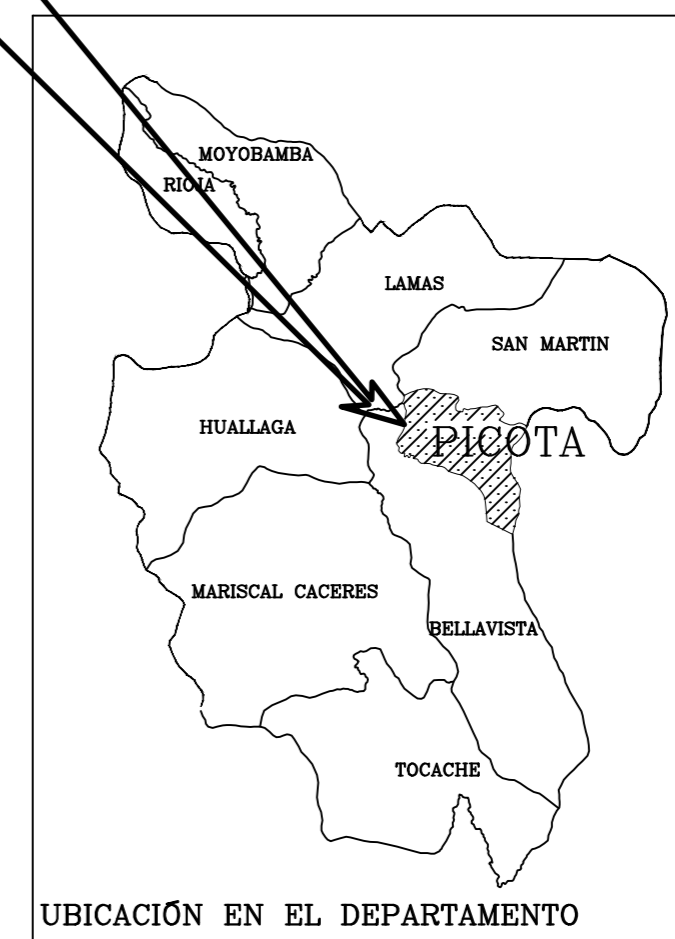 MOYOBAMBA
RIOJA
LAMAS
SAN MARTIN
HUALLAGA
PICOTA
MARISCAL CACERES
BELLAVISTA
TOCACHE
UBICACIÓN EN EL DEPARTAMENTO